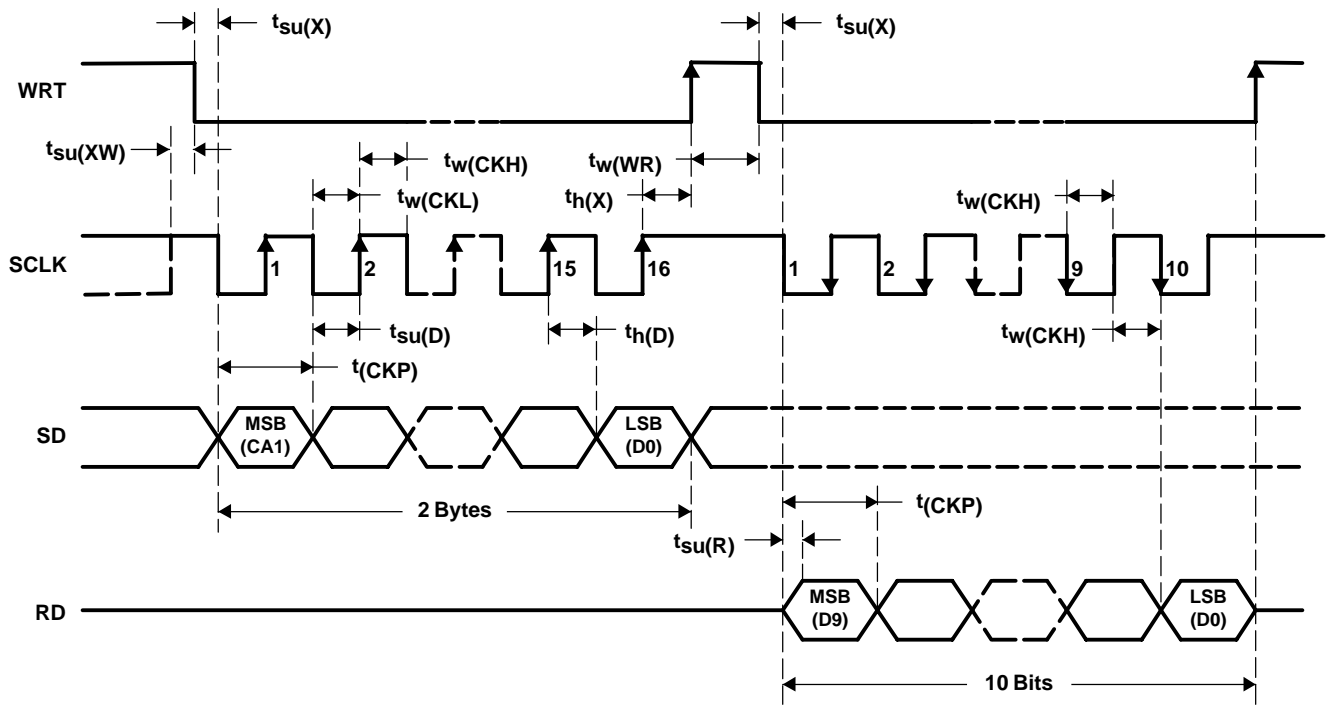 tsu(X)
tsu(X)
WRT
tsu(XW)
tw(CKH)
tw(WR)
tw(CKL)
th(X)
tw(CKH)
SCLK
1
2
15
16
1
2
9
10
tsu(D)
th(D)
tw(CKH)
t(CKP)
SD
MSB
(CA1)
LSB
(D0)
2 Bytes
t(CKP)
tsu(R)
RD
MSB
(D9)
LSB
(D0)
10 Bits